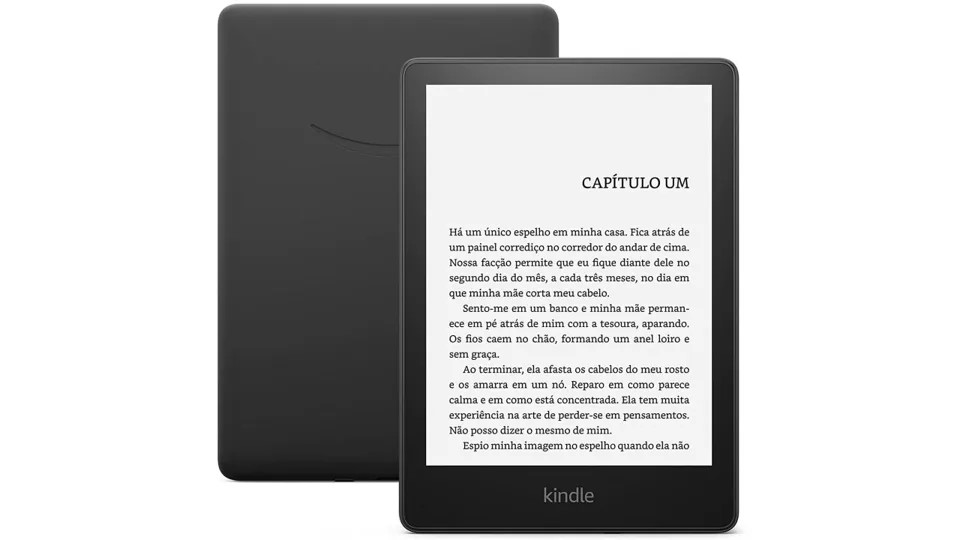 CAPÍTULO UM
Há um único espelho em minha casa. Fica atrás de
um painel corrediço no corredor do andar de cima.
Nossa facção permite que eu fique diante dele no
segundo dia do mês, a cada três meses, no dia em
que minha mãe corta meu cabelo.
Sento-me em um banco e minha mãe perman-
ece em pé atrás de mim com a tesoura, aparando.
Os fios caem no chão, formando um anel loiro e
sem graça.
Ao terminar, ela afasta os cabelos do meu rosto
e os amarra em um nó. Reparo em como parece
calma e em como está concentrada. Ela tem muita
experiência na arte de perder-se em pensamentos.
Não posso dizer o mesmo de mim.
Espio minha imagem no espelho quando ela não
kindle